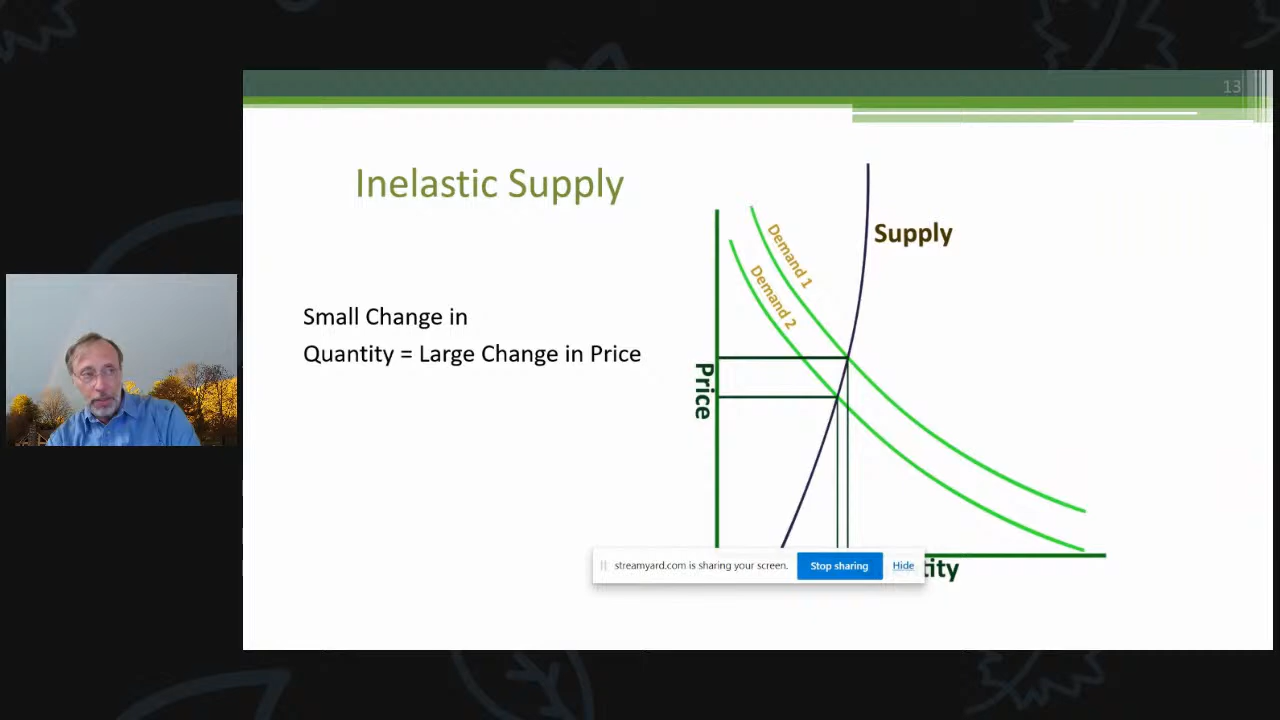 13
Inelastic Supply
Small Change in
Quantity = Large Change in Price
Supply
Demand 1
Demand 2
Price
streamyard.com is sharing your screen.
Stop sharing
Hide
tity